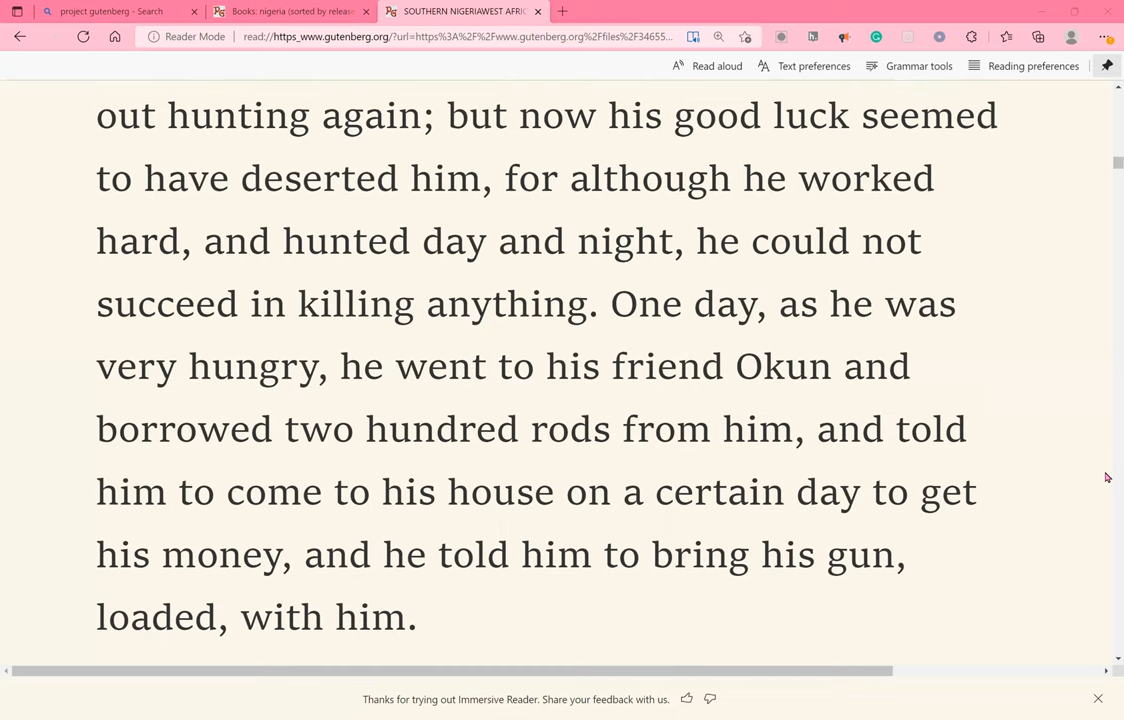 project gutenberg - Search
Books: nigeria (sorted by release
SOUTHERN NIGERIAWEST AFRIC
Reader Mode
read://https_www.gutenberg.org/?url=https%3A%2F%2Fwww.gutenberg.org%2Ffiles%2F34655...
Read aloud
Text preferences
Grammar tools
Reading preferences
out hunting again; but now his good luck seemed
to have deserted him, for although he worked
hard, and hunted day and night, he could not
succeed in killing anything. One day, as he was
very hungry, he went to his friend Okun and
borrowed two hundred rods from him, and told
him to come to his house on a certain day to get
his money, and he told him to bring his gun,
loaded, with him.
Thanks for trying out Immersive Reader. Share your feedback with us.